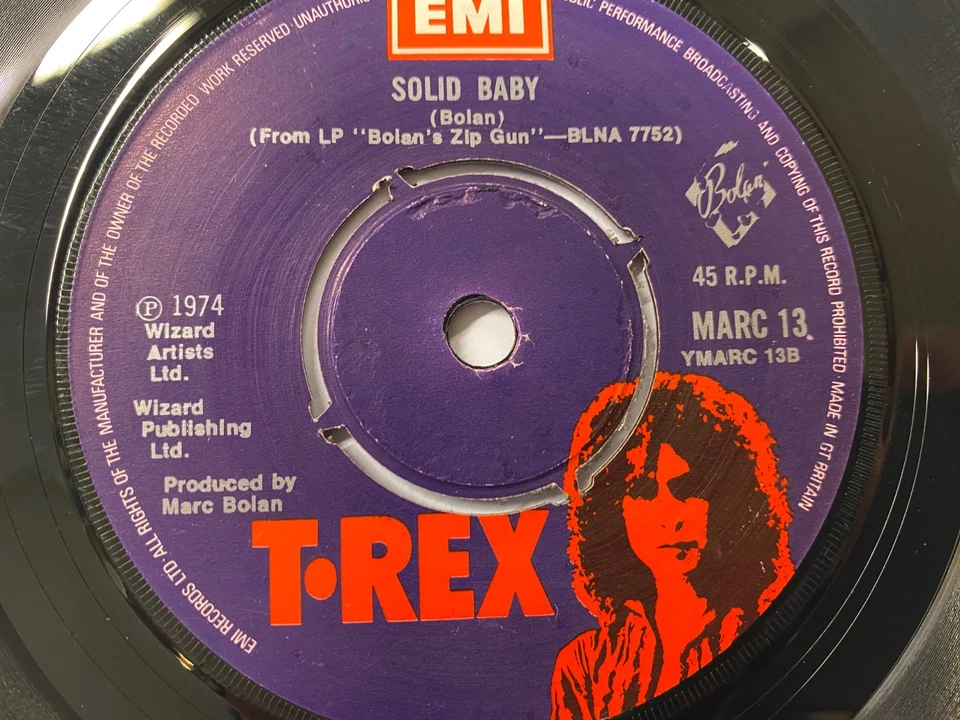 EMI
SOLID BABY
(Bolan)
(From LP "Bolan's Zip Gun"—BLNA 7752)
Bolan
45 R.P.M.
MARC 13
YMARC 13B
Ⓟ 1974
Wizard
Artists
Ltd.
Wizard
Publishing
Ltd.
Produced by
Marc Bolan
T·REX
EMI RECORDS LTD·ALL RIGHTS OF THE MANUFACTURER AND OF THE OWNER OF THE RECORDED WORK RESERVED
PERFORMANCE BROADCASTING AND COPYING OF THIS RECORD PROHIBITED·MADE IN GT BRITAIN